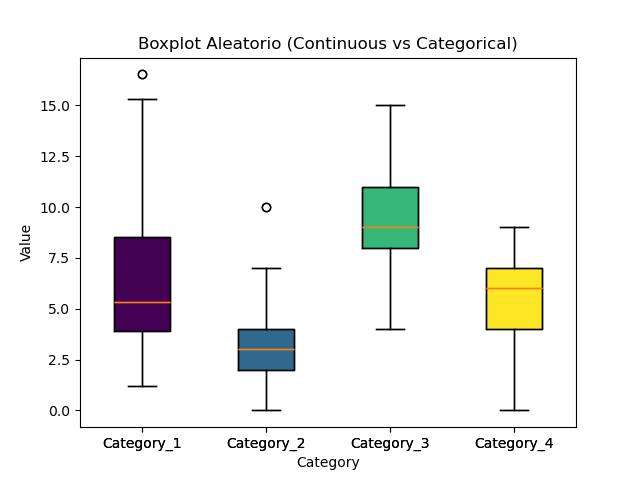 Boxplot Aleatorio (Continuous vs Categorical)
15.0
12.5
10.0
7.5
5.0
2.5
0.0
Value
Category_1 Category_2 Category_3 Category_4
Category